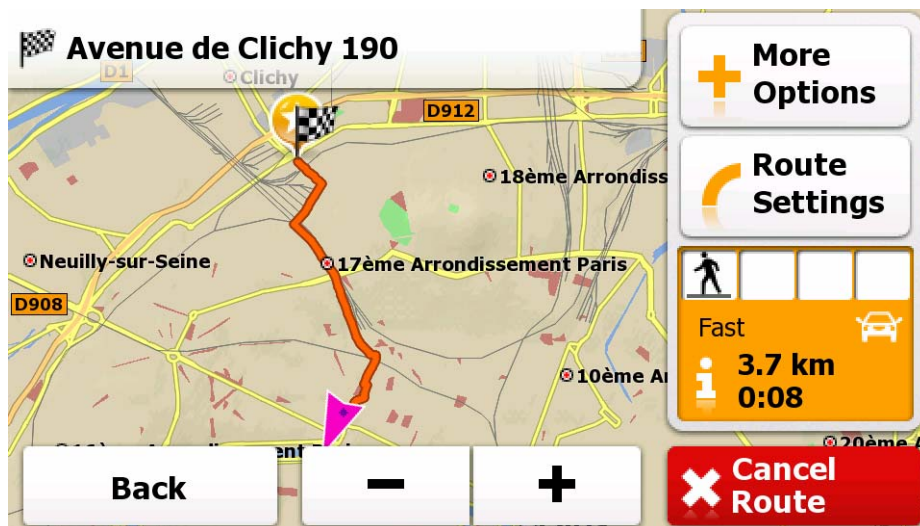 Avenue de Clichy 190
D1
Clichy
D912
18ème Arrondiss
Neuilly-sur-Seine
17ème Arrondissement Paris
D908
10ème A
20ème A
More
Options
Route
Settings
Fast
3.7 km
0:08
Back
−
+
Cancel
Route